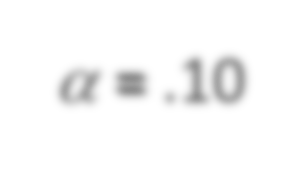 α = .10